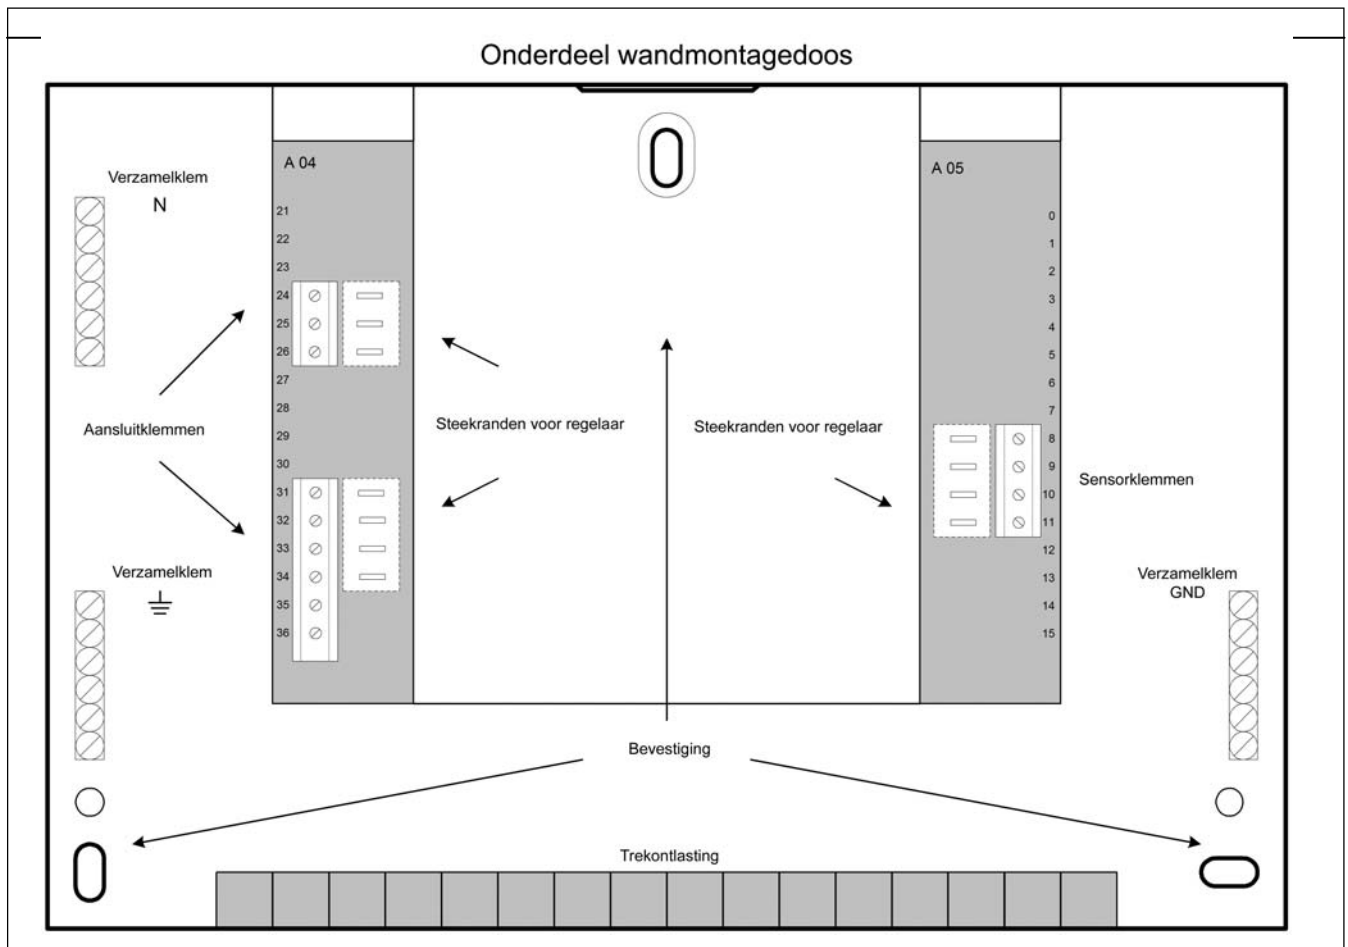 Onderdeel wandmontagedoos
A 04
A 05
Verzamelklem
N
21
22
23
24
25
26
27
28
29
30
31
32
33
34
35
36
0
1
2
3
4
5
6
7
8
9
10
11
12
13
14
15
Aansluitklemmen
Steekranden voor regelaar
Steekranden voor regelaar
Sensorklemmen
Verzamelklem
Verzamelklem
GND
Bevestiging
Trekontlasting